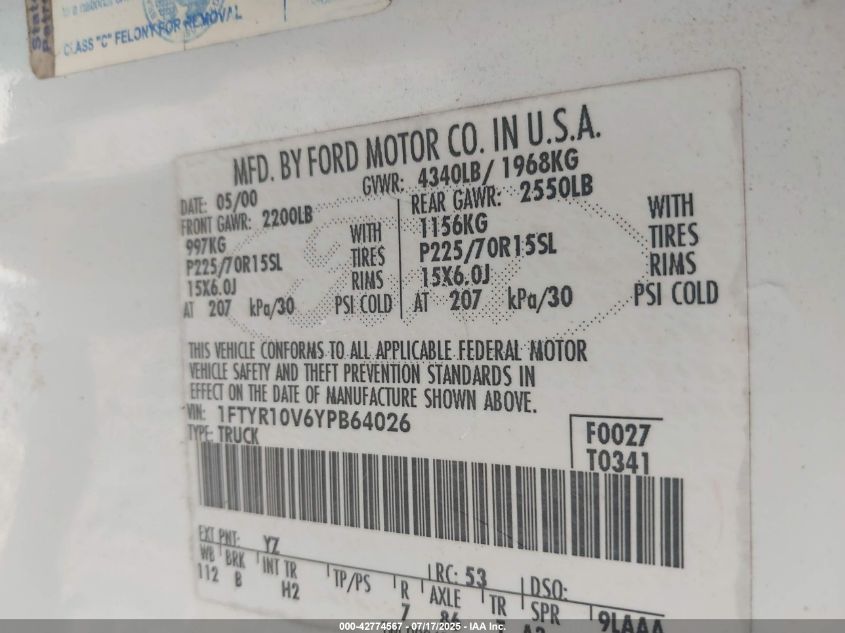 State
Patrol
CLASS "C" FELONY FOR REMOVAL
MFD. BY FORD MOTOR CO. IN U.S.A.
DATE: 05/00 GVWR: 4340LB/ 1968KG
FRONT GAWR: 2200LB REAR GAWR: 2550LB
997KG WITH 1156KG WITH
P225/70R15SL TIRES P225/70R15SL TIRES
15X6.0J RIMS 15X6.0J RIMS
AT 207 kPa/30 PSI COLD AT 207 kPa/30 PSI COLD
THIS VEHICLE CONFORMS TO ALL APPLICABLE FEDERAL MOTOR
VEHICLE SAFETY AND THEFT PREVENTION STANDARDS IN
EFFECT ON THE DATE OF MANUFACTURE SHOWN ABOVE.
VIN: 1FTYR10V6YPB64026
TYPE: TRUCK
F0027
T0341
EXT PNT: YZ RC: 53 DSO:
WB BRK INT TR TP/PS R AXLE TR SPR
112 B H2 7 86 9LAAA
000-42774567 - 07/17/2025 - IAA, Inc.